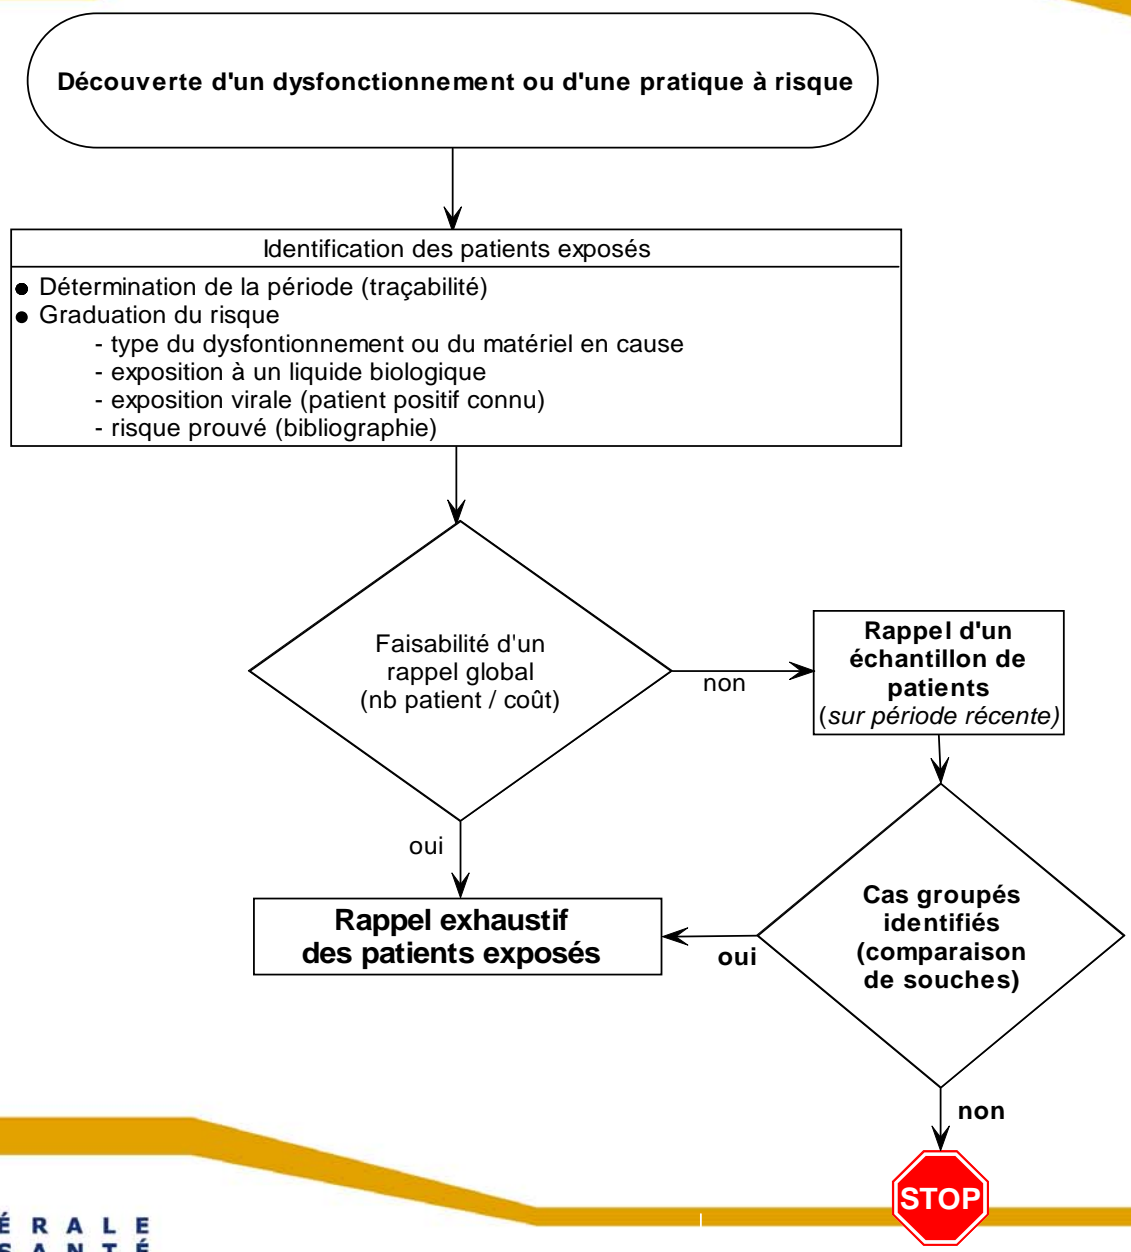 Découverte d'un dysfonctionnement ou d'une pratique à risque
Identification des patients exposés
● Détermination de la période (traçabilité)
● Graduation du risque
- type du dysfontionnement ou du matériel en cause
- exposition à un liquide biologique
- exposition virale (patient positif connu)
- risque prouvé (bibliographie)
Faisabilité d'un
rappel global
(nb patient / coût)
non
Rappel d'un
échantillon de
patients
(sur période récente)
oui
Rappel exhaustif
des patients exposés
oui
Cas groupés
identifiés
(comparaison
de souches)
non
STOP
ÉRALE
SANTÉ